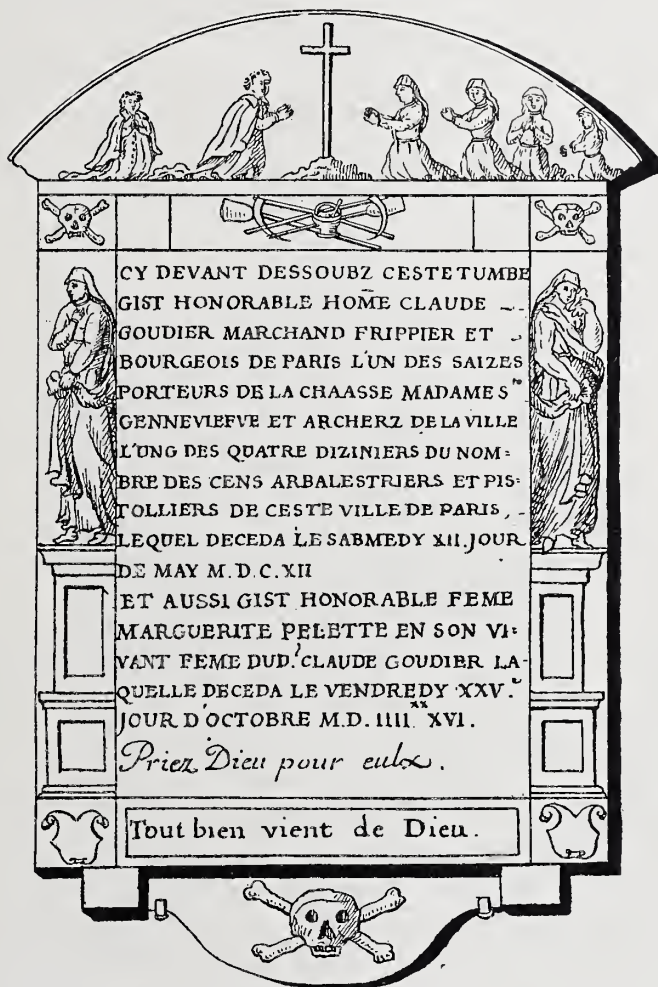 CY DEVANT DESSOUBZ CESTE TUMBE
GIST HONORABLE HOM̄E CLAUDE
GOUDIER MARCHAND FRIPPIER ET
BOURGEOIS DE PARIS L'UN DES SAIZES
PORTEURS DE LA CHAASSE MADAME S^te
GENNEVIEFVE ET ARCHERZ DE LA VILLE
L'UNG DES QUATRE DIZINIERS DU NOM=
BRE DES CENS ARBALESTRIERS ET PIS=
TOLLIERS DE CESTE VILLE DE PARIS,
LEQUEL DECEDA LE SABMEDY XII. JOUR
DE MAY M.D.C.XII
ET AUSSI GIST HONORABLE FEME
MARGUERITE PELETTE EN SON VI=
VANT FEME DUD.^t CLAUDE GOUDIER LA-
QUELLE DECEDA LE VENDREDY XXV.^e
JOUR D'OCTOBRE M.D.IIII^XX XVI.
Priez Dieu pour eulx.
Tout bien vient de Dieu.